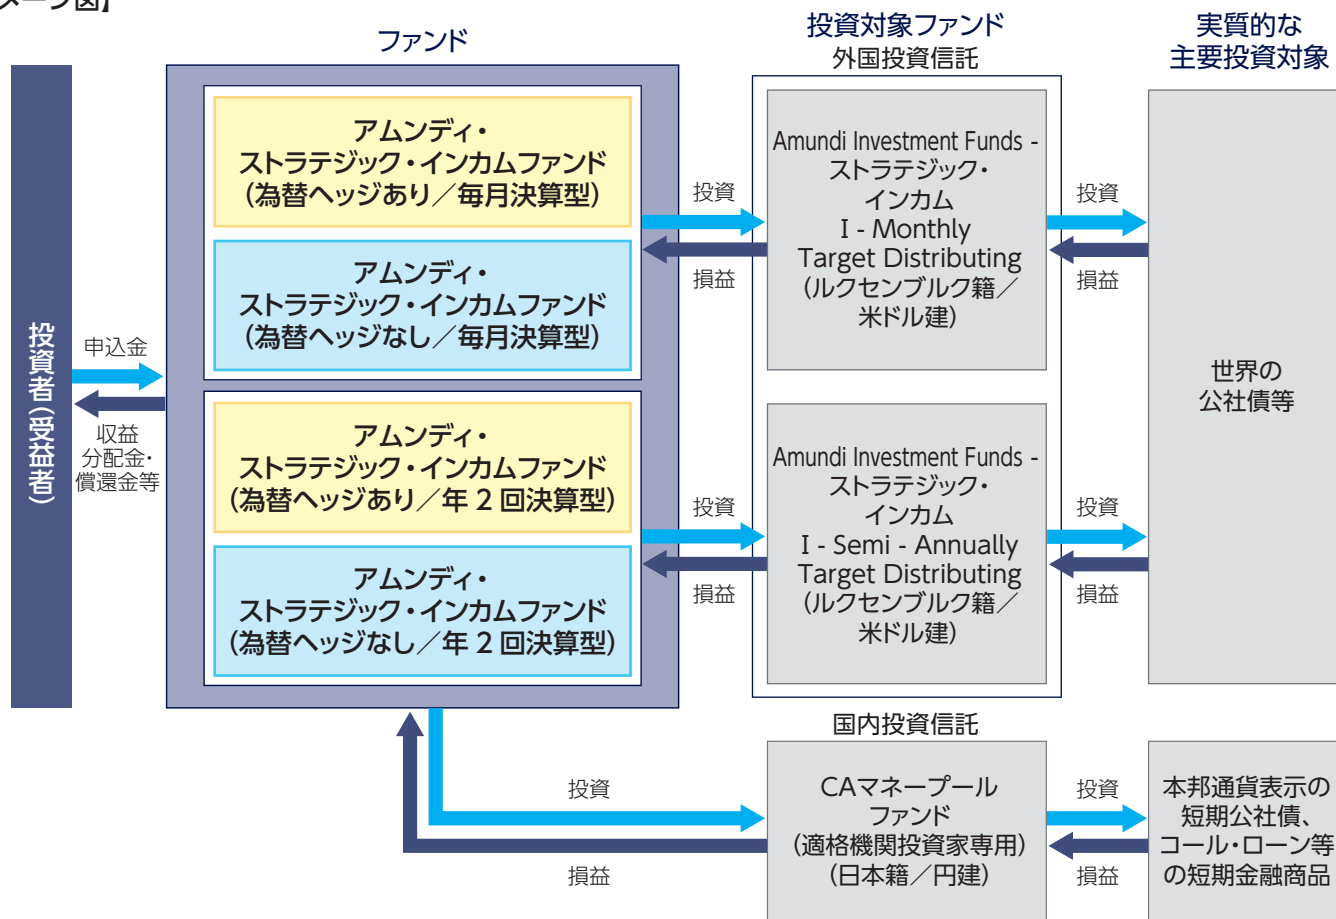 メージ図】
ファンド
投資対象ファンド
外国投資信託
実質的な
主要投資対象
投資者(受益者)
申込金
収益
分配金・
償還金等
アムンディ・
ストラテジック・インカムファンド
(為替ヘッジあり／毎月決算型)
アムンディ・
ストラテジック・インカムファンド
(為替ヘッジなし／毎月決算型)
アムンディ・
ストラテジック・インカムファンド
(為替ヘッジあり／年 2 回決算型)
アムンディ・
ストラテジック・インカムファンド
(為替ヘッジなし／年 2 回決算型)
投資
損益
Amundi Investment Funds -
ストラテジック・
インカム
I - Monthly
Target Distributing
(ルクセンブルク籍／
米ドル建)
投資
損益
投資
損益
Amundi Investment Funds -
ストラテジック・
インカム
I - Semi - Annually
Target Distributing
(ルクセンブルク籍／
米ドル建)
投資
損益
世界の
公社債等
国内投資信託
投資
損益
CAマネープール
ファンド
(適格機関投資家専用)
(日本籍／円建)
投資
損益
本邦通貨表示の
短期公社債、
コール・ローン等
の短期金融商品